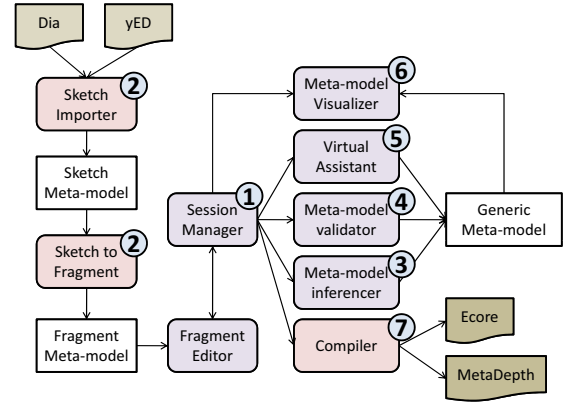 Dia
yED
2
Sketch
Importer
Sketch
Meta-model
2
Sketch to
Fragment
Fragment
Meta-model
1
Session
Manager
Fragment
Editor
6
Meta-model
Visualizer
5
Virtual
Assistant
4
Meta-model
validator
3
Meta-model
inferencer
7
Compiler
Generic
Meta-model
Ecore
MetaDepth